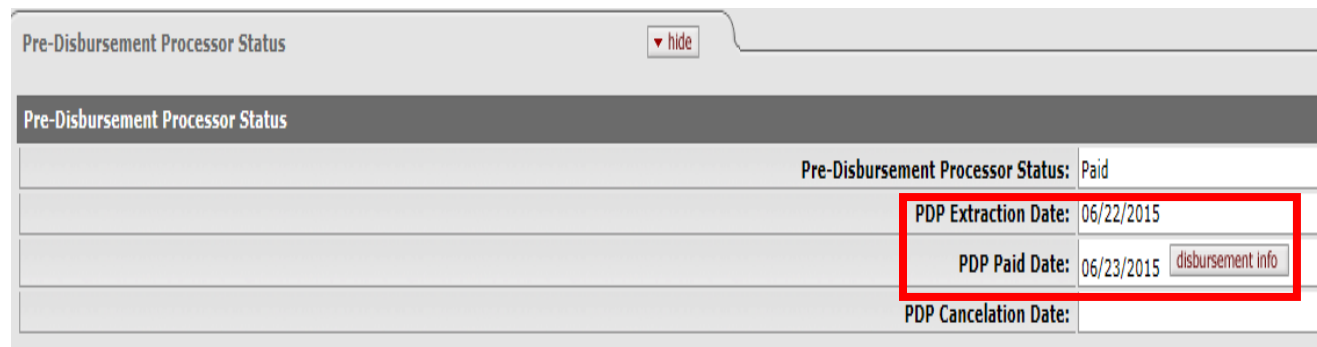 Pre-Disbursement Processor Status ▼ hide
Pre-Disbursement Processor Status
Pre-Disbursement Processor Status: Paid
PDP Extraction Date: 06/22/2015
PDP Paid Date: 06/23/2015 disbursement info
PDP Cancelation Date: